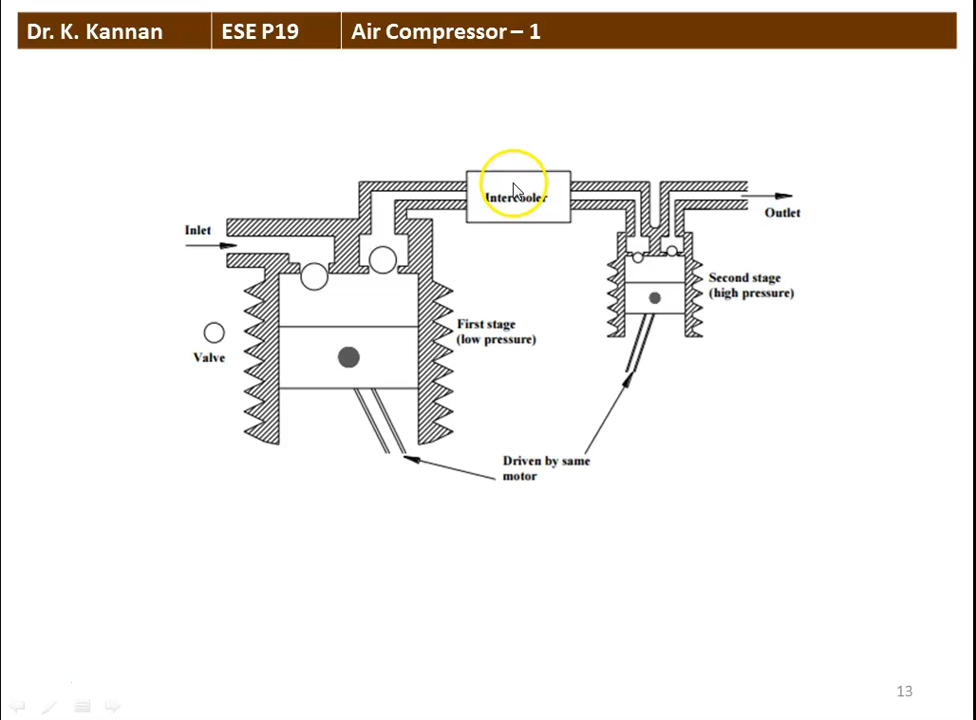 Dr. K. Kannan ESE P19 Air Compressor – 1
Intercooler
Outlet
Inlet
Second stage
(high pressure)
First stage
(low pressure)
Valve
Driven by same
motor
13